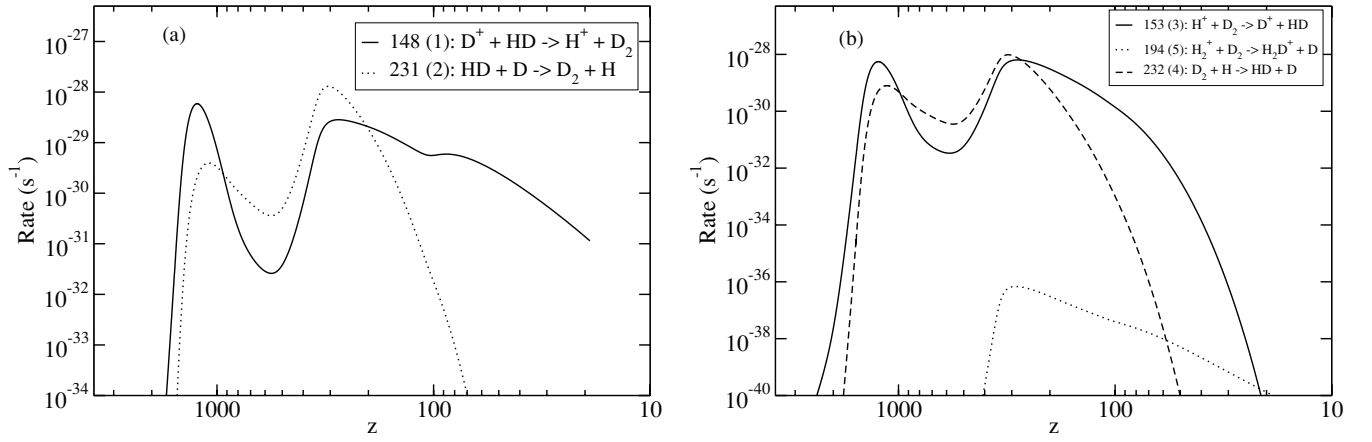 (a)
148 (1): D⁺ + HD -> H⁺ + D₂
231 (2): HD + D -> D₂ + H
10⁻²⁷
10⁻²⁸
10⁻²⁹
10⁻³⁰
10⁻³¹
10⁻³²
10⁻³³
10⁻³⁴
Rate (s⁻¹)
1000 100 10
z
(b)
153 (3): H⁺ + D₂ -> D⁺ + HD
194 (5): H₂⁺ + D₂ -> H₂D⁺ + D
232 (4): D₂ + H -> HD + D
10⁻²⁸
10⁻³⁰
10⁻³²
10⁻³⁴
10⁻³⁶
10⁻³⁸
10⁻⁴⁰
Rate (s⁻¹)
1000 100 10
z